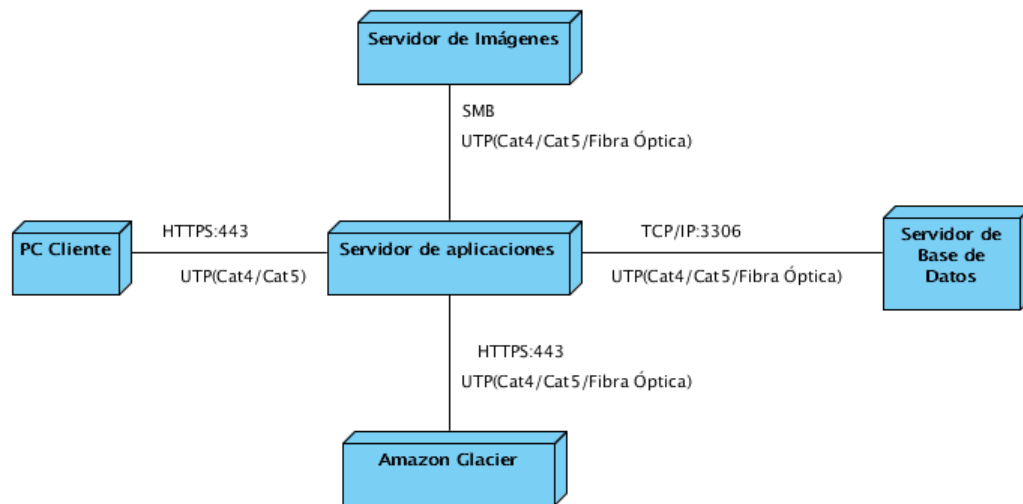 Servidor de Imágenes
SMB
UTP(Cat4/Cat5/Fibra Óptica)
PC Cliente
HTTPS:443
UTP(Cat4/Cat5)
Servidor de aplicaciones
TCP/IP:3306
UTP(Cat4/Cat5/Fibra Óptica)
Servidor de
Base de
Datos
HTTPS:443
UTP(Cat4/Cat5/Fibra Óptica)
Amazon Glacier